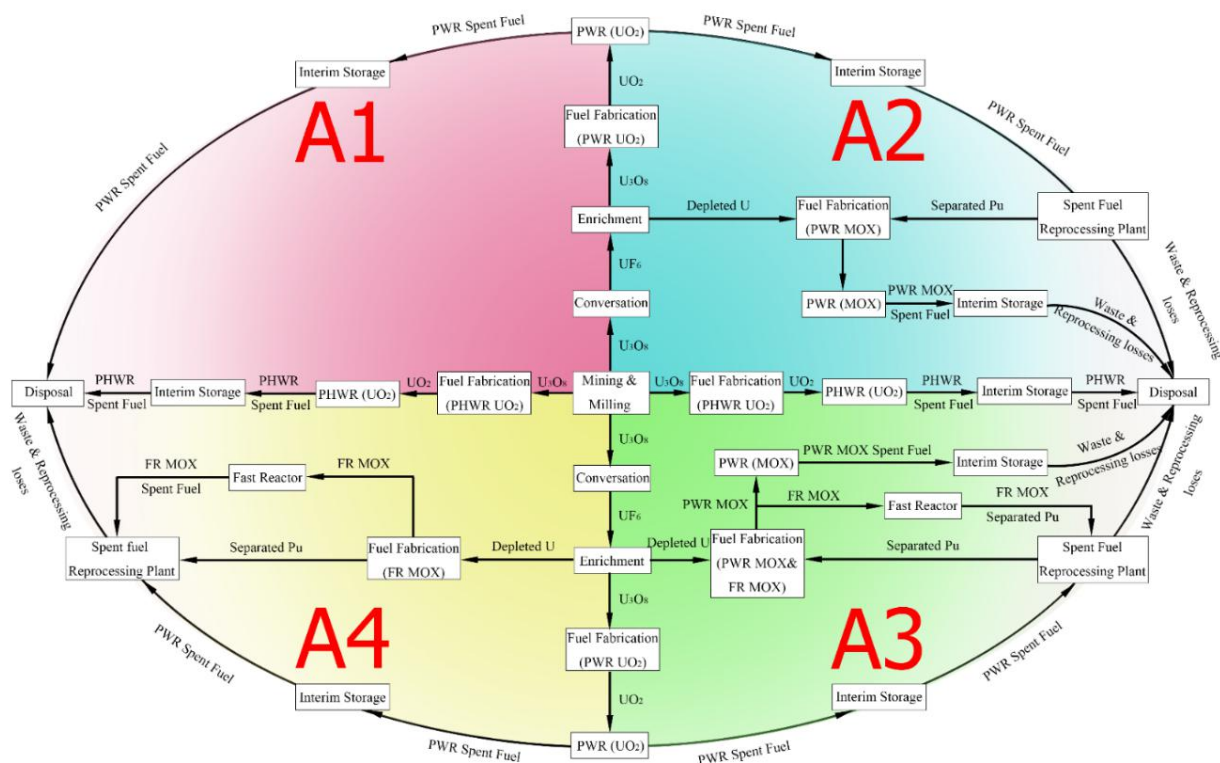 PWR Spent Fuel
PWR (UO₂)
PWR Spent Fuel
Interim Storage
UO₂
Interim Storage
A1
Fuel Fabrication
(PWR UO₂)
A2
PWR Spent Fuel
PWR Spent Fuel
U₃O₈
Enrichment
Depleted U
Fuel Fabrication
(PWR MOX)
Separated Pu
Spent Fuel
Reprocessing Plant
UF₆
Waste & Reprocessing
loses
Conversation
PWR (MOX)
PWR MOX
Spent Fuel
Interim Storage
Waste &
Reprocessing losses
U₃O₈
Disposal
PHWR
Spent Fuel
Interim Storage
PHWR
Spent Fuel
PHWR (UO₂)
UO₂
Fuel Fabrication
(PHWR UO₂)
U₃O₈
Mining &
Milling
U₃O₈
Fuel Fabrication
(PHWR UO₂)
UO₂
PHWR (UO₂)
PHWR
Spent Fuel
Interim Storage
PHWR
Spent Fuel
Disposal
Waste & Reprocessing
loses
U₃O₈
PWR (MOX)
PWR MOX Spent Fuel
Interim Storage
Waste &
Reprocessing losses
Waste & Reprocessing
loses
FR MOX
Spent Fuel
Fast Reactor
FR MOX
Conversation
PWR MOX
FR MOX
Fast Reactor
FR MOX
Separated Pu
UF₆
Spent fuel
Reprocessing Plant
Separated Pu
Fuel Fabrication
(FR MOX)
Depleted U
Enrichment
Depleted U
Fuel Fabrication
(PWR MOX&
FR MOX)
Separated Pu
Spent Fuel
Reprocessing Plant
U₃O₈
A4
Fuel Fabrication
(PWR UO₂)
A3
PWR Spent Fuel
PWR Spent Fuel
Interim Storage
UO₂
Interim Storage
PWR Spent Fuel
PWR (UO₂)
PWR Spent Fuel